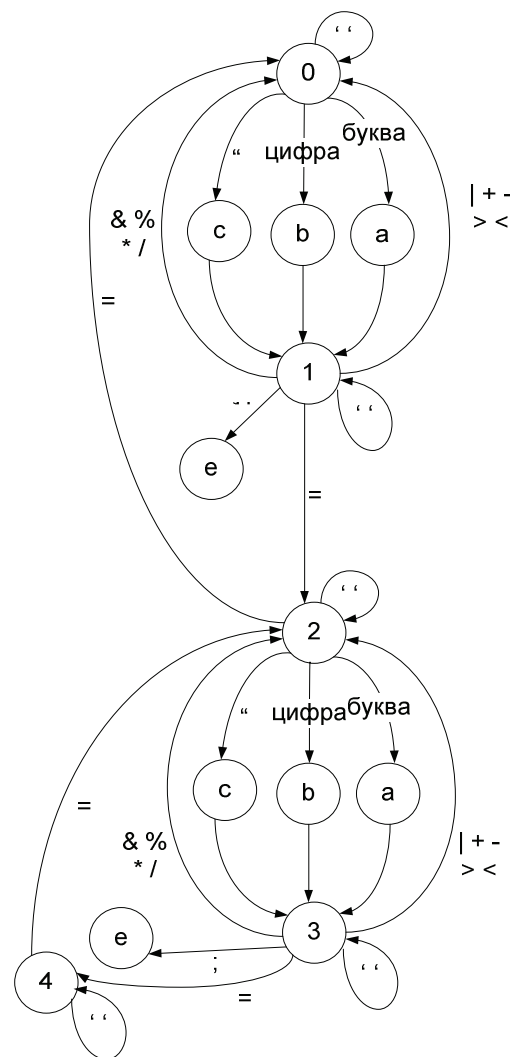 ‘ ‘
0
буква
“ цифра
| + -
> <
& %
* /
c b a
=
1
‘ ‘
e
=
‘ ‘
2
“ цифра буква
c b a
=
& %
* /
| + -
> <
e
3
;
‘ ‘
4
=
‘ ‘